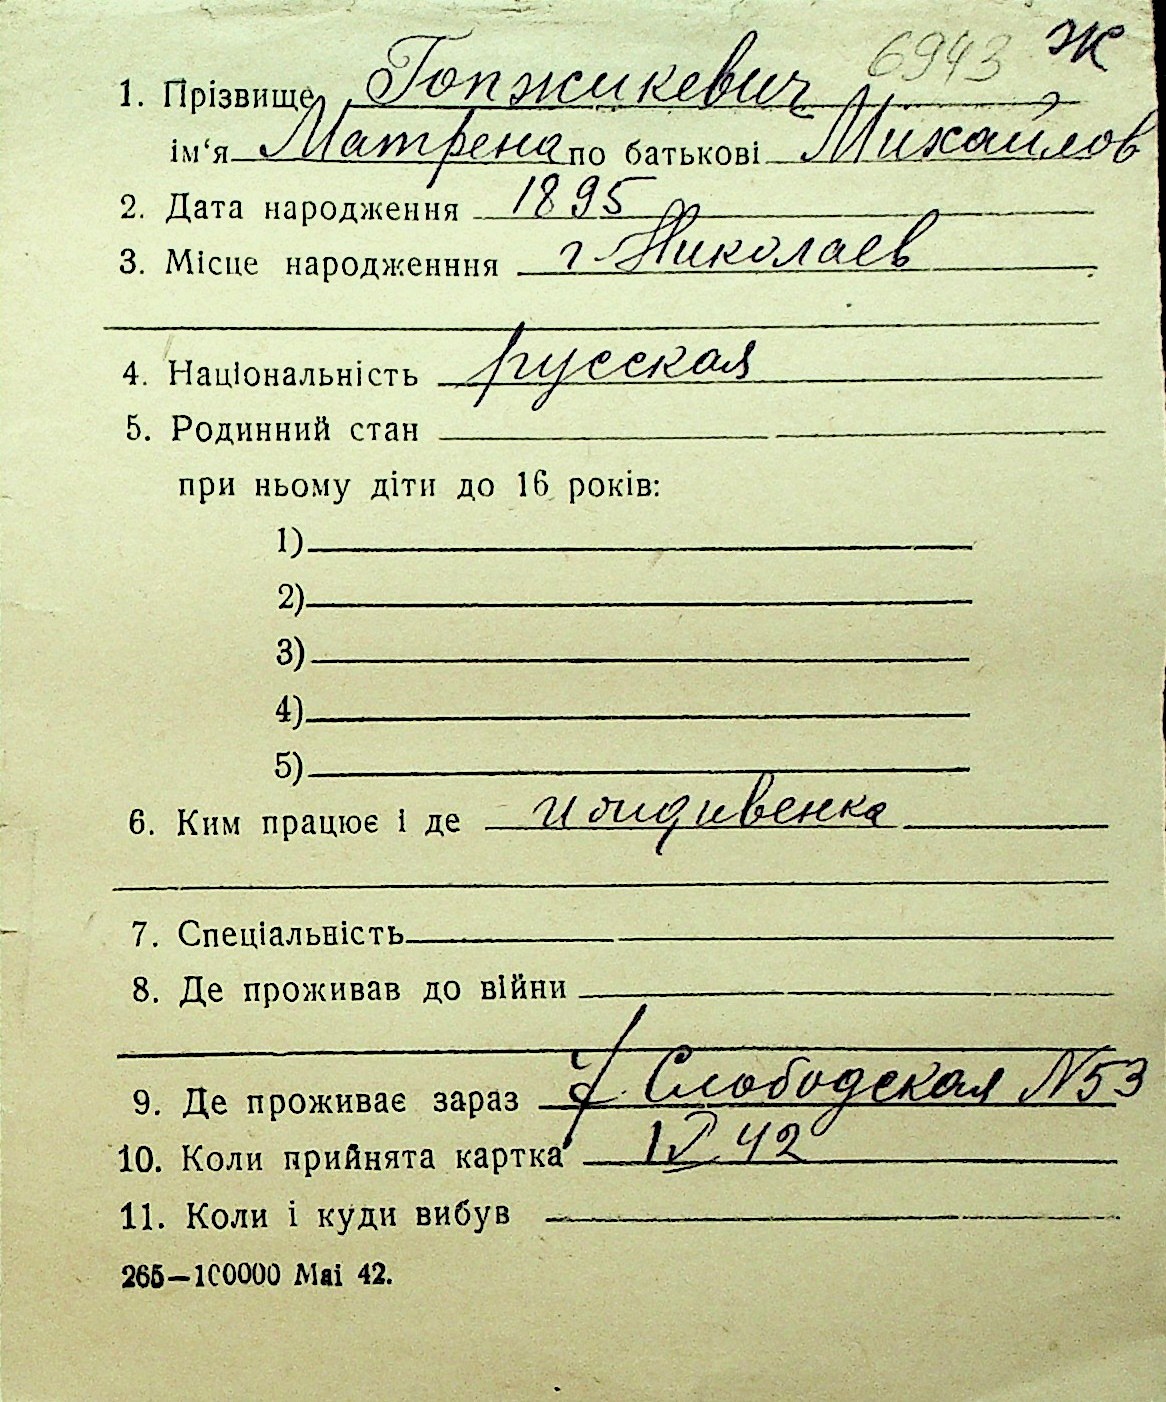 6943 Ж
1. Прізвище Гопжикевич
ім‘я Матрена по батькові Михайлов
2. Дата народження 1895
3. Місце народженння г. Николаев
4. Національність русская
5. Родинний стан
при ньому діти до 16 років:
1)
2)
3)
4)
5)
6. Ким працює і де иждивенка
7. Спеціальність
8. Де проживав до війни
9. Де проживає зараз Слободская N53
10. Коли прийнята картка 42
11. Коли і куди вибув
265—100000 Mai 42.